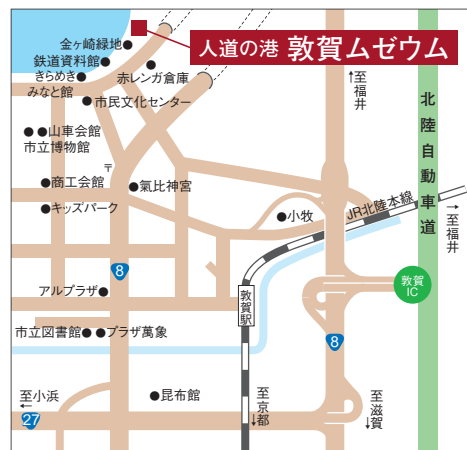 人道の港 敦賀ムゼウム
金ヶ崎緑地
鉄道資料館
きらめき
みなと館
赤レンガ倉庫
市民文化センター
山車会館
市立博物館
〒
商工会館
氣比神宮
キッズパーク
小牧
JR北陸本線
至福井
北陸自動車道
至福井
8
敦賀
IC
アルプラザ
敦賀駅
市立図書館
プラザ萬象
8
至小浜
27
昆布館
至京都
至滋賀